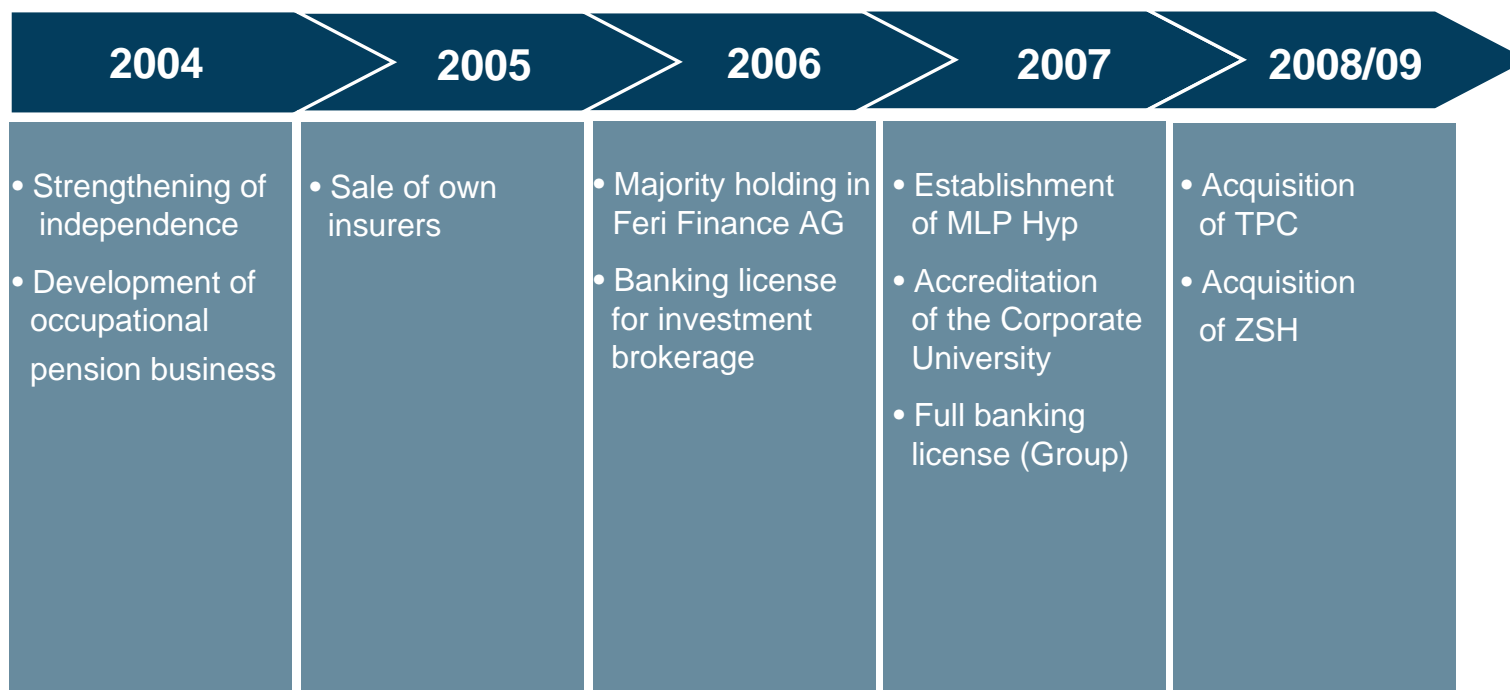 2004
2005
2006
2007
2008/09
• Strengthening of
independence
• Development of
occupational
pension business
• Sale of own
insurers
• Majority holding in
Feri Finance AG
• Banking license
for investment
brokerage
• Establishment
of MLP Hyp
• Accreditation
of the Corporate
University
• Full banking
license (Group)
• Acquisition
of TPC
• Acquisition
of ZSH